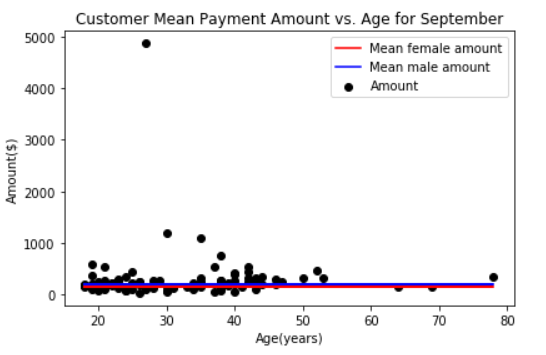 Customer Mean Payment Amount vs. Age for September
Mean female amount
Mean male amount
Amount
5000
4000
3000
2000
1000
0
Amount($)
20 30 40 50 60 70 80
Age(years)